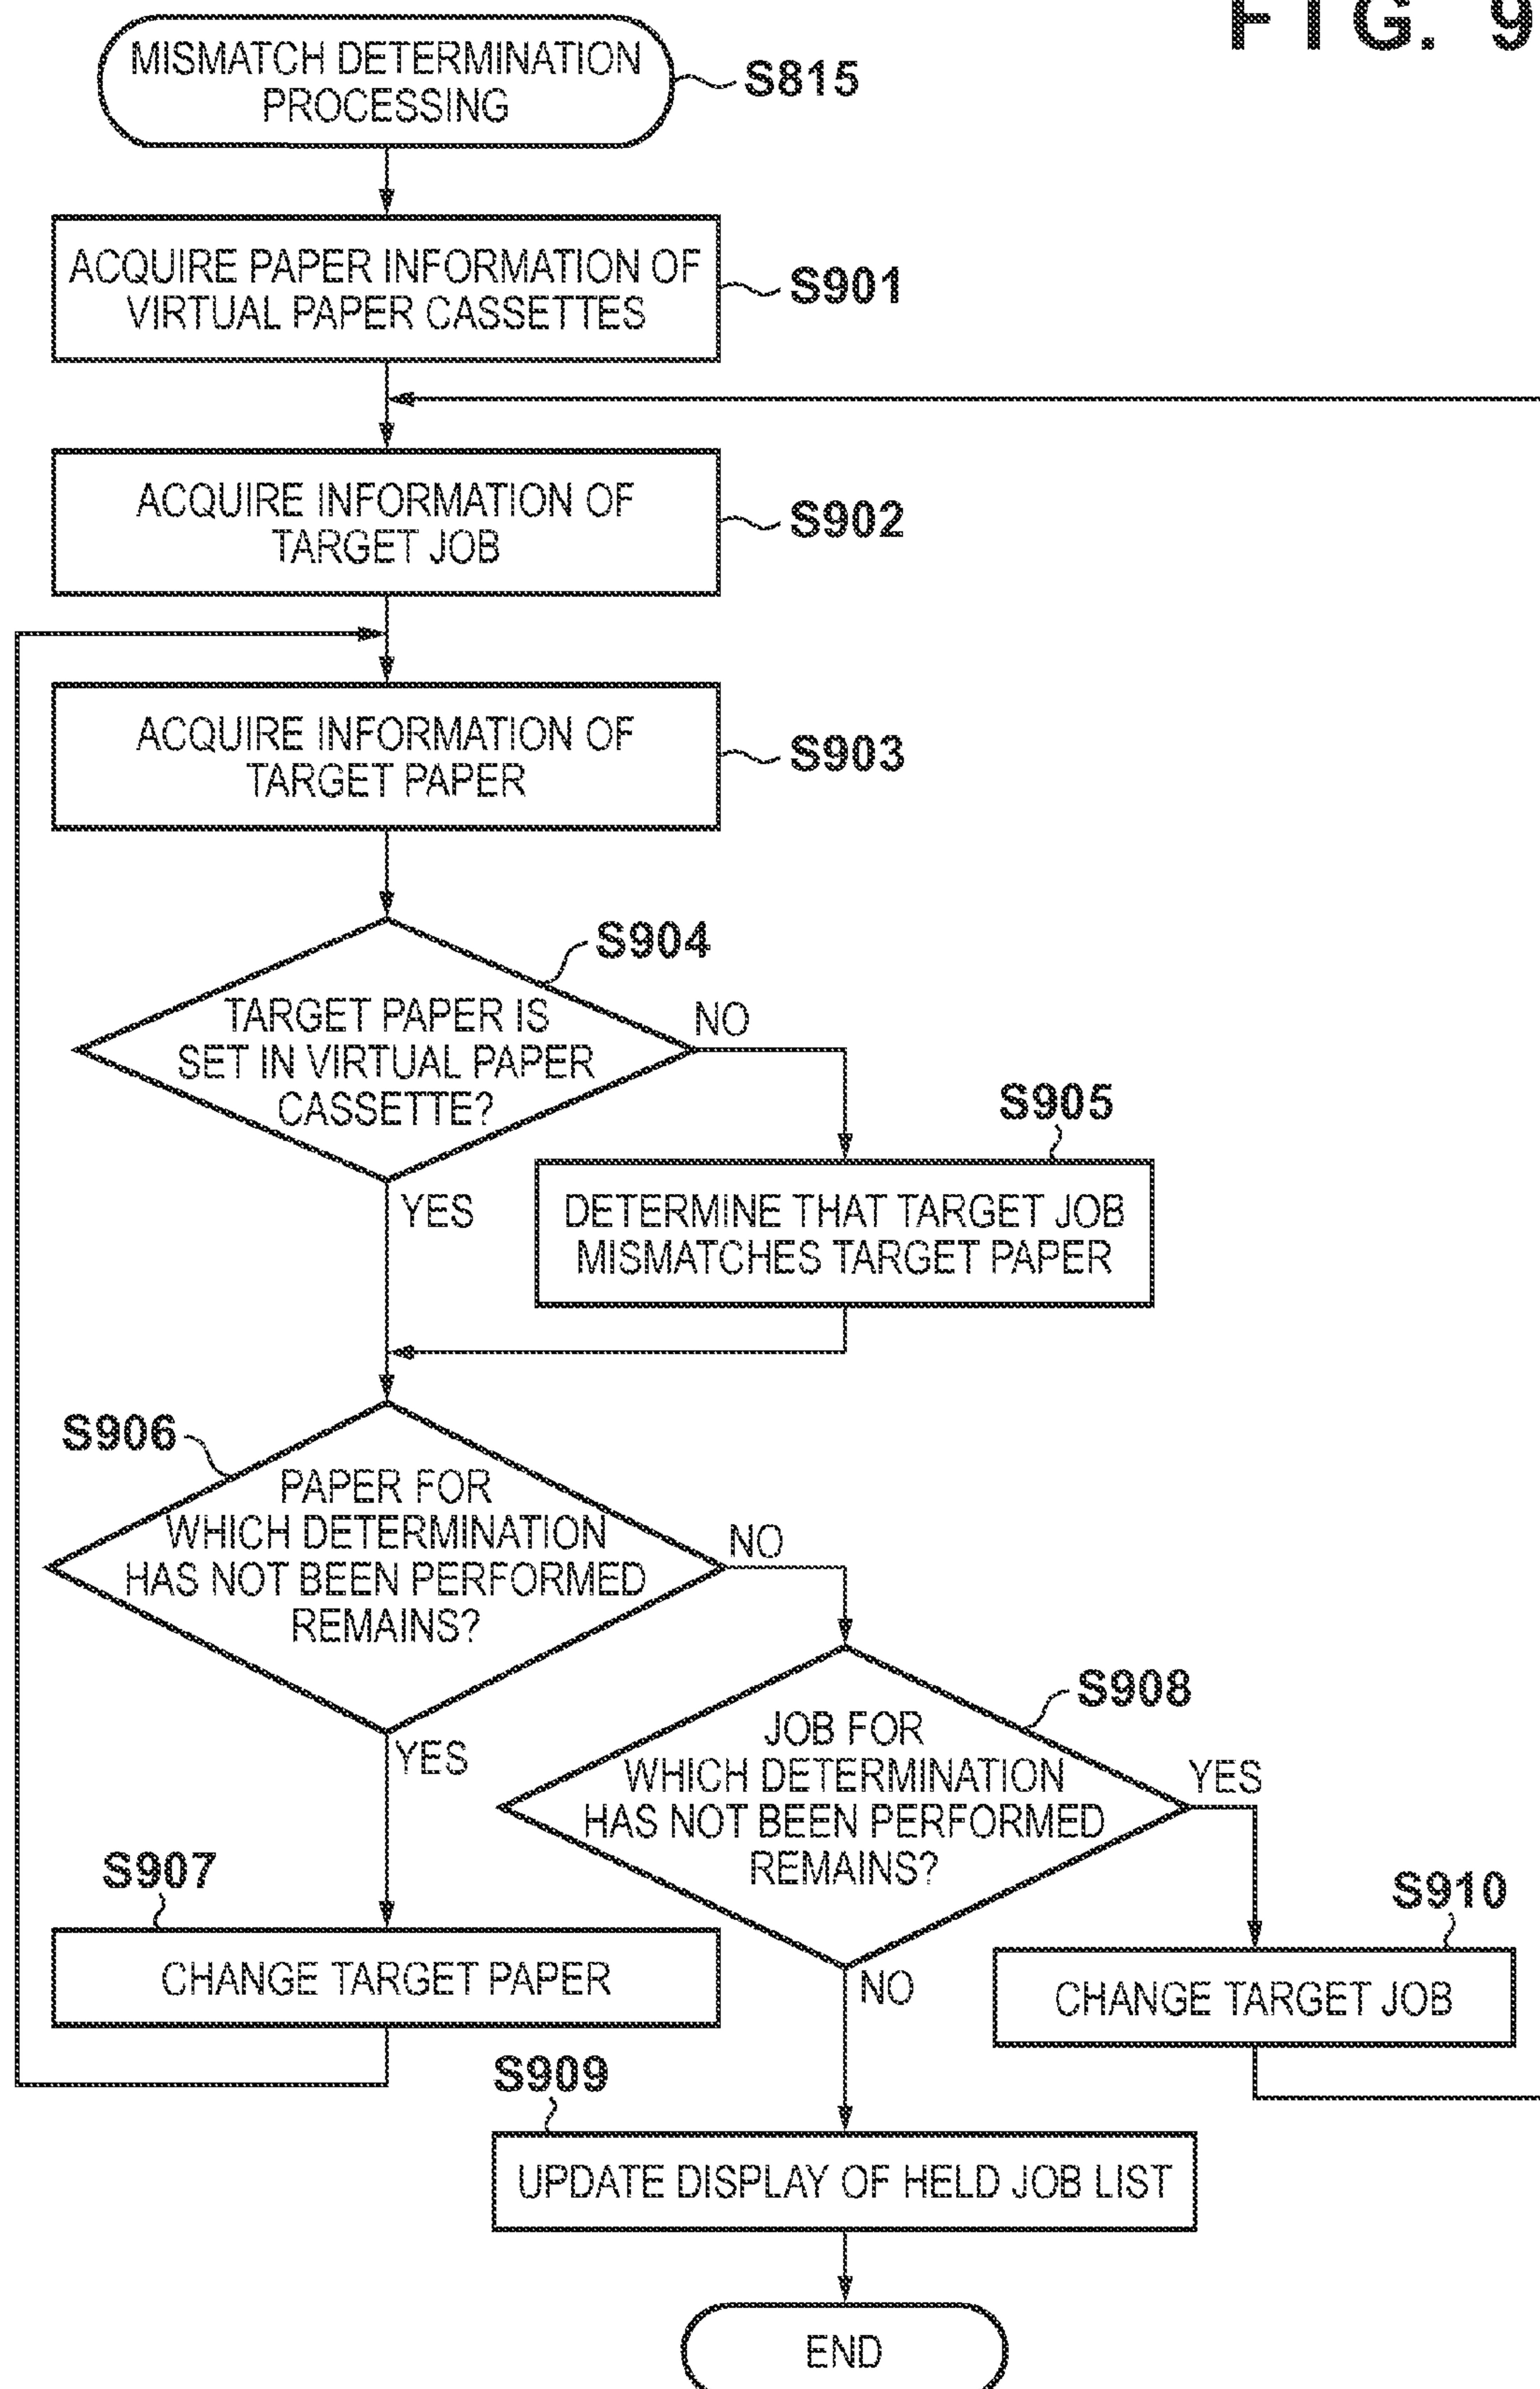 FIG. 9
MISMATCH DETERMINATION
PROCESSING
S815
ACQUIRE PAPER INFORMATION OF
VIRTUAL PAPER CASSETTES
S901
ACQUIRE INFORMATION OF
TARGET JOB
S902
ACQUIRE INFORMATION OF
TARGET PAPER
S903
S904
TARGET PAPER IS
SET IN VIRTUAL PAPER
CASSETTE?
NO
YES
S905
DETERMINE THAT TARGET JOB
MISMATCHES TARGET PAPER
S906
PAPER FOR
WHICH DETERMINATION
HAS NOT BEEN PERFORMED
REMAINS?
NO
YES
S908
JOB FOR
WHICH DETERMINATION
HAS NOT BEEN PERFORMED
REMAINS?
YES
NO
S907
CHANGE TARGET PAPER
S910
CHANGE TARGET JOB
S909
UPDATE DISPLAY OF HELD JOB LIST
END